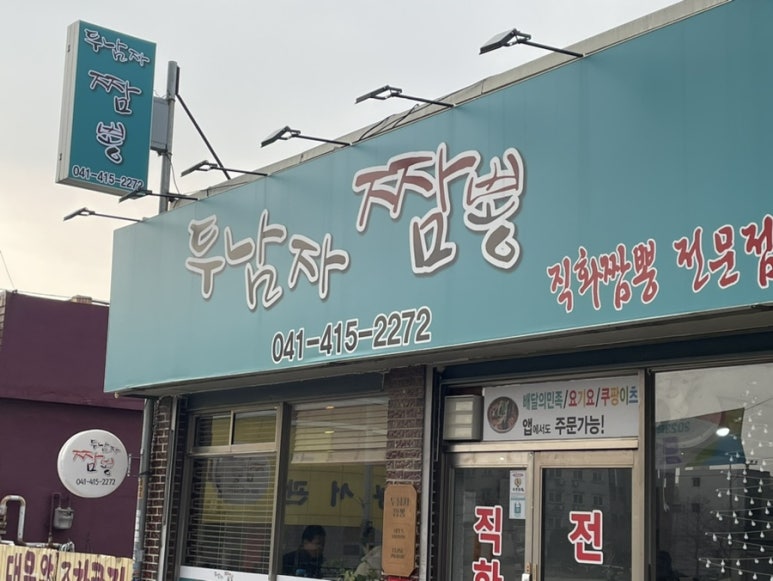 두남자
짬
뽕
041-415-2272
두남자 짬뽕
041-415-2272
직화짬뽕 전문점
배달의민족/요기요/쿠팡이츠
앱에서도 주문가능!
두남자
짬뽕
041-415-2272
직화
전